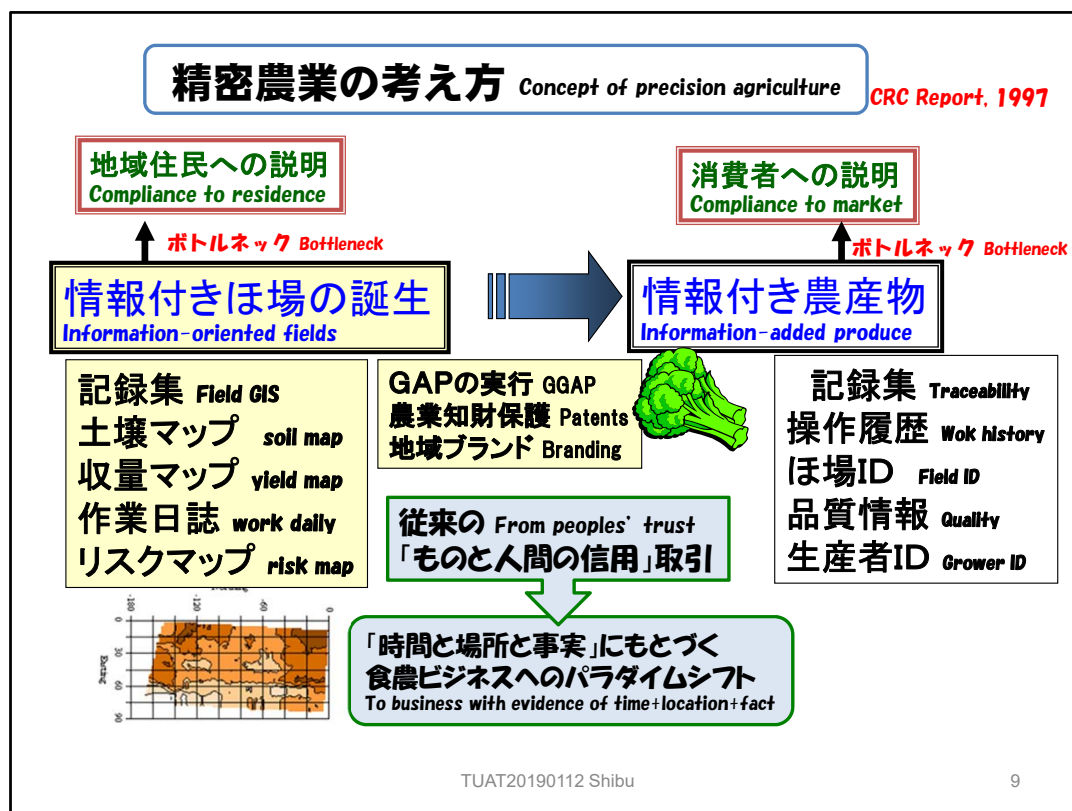 精密農業の考え方 Concept of precision agriculture
CRC Report, 1997
地域住民への説明
Compliance to residence
ボトルネック Bottleneck
情報付きほ場の誕生
Information-oriented fields
記録集 Field GIS
土壌マップ soil map
収量マップ yield map
作業日誌 work daily
リスクマップ risk map
GAPの実行 GGAP
農業知財保護 Patents
地域ブランド Branding
消費者への説明
Compliance to market
ボトルネック Bottleneck
情報付き農産物
Information-added produce
記録集 Traceability
操作履歴 Wok history
ほ場ID Field ID
品質情報 Quality
生産者ID Grower ID
従来の From peoples' trust
「ものと人間の信用」取引
「時間と場所と事実」にもとづく
食農ビジネスへのパラダイムシフト
To business with evidence of time+location+fact
-180
-120
-60
0
0
30
60
90
Easting
TUAT20190112 Shibu
9